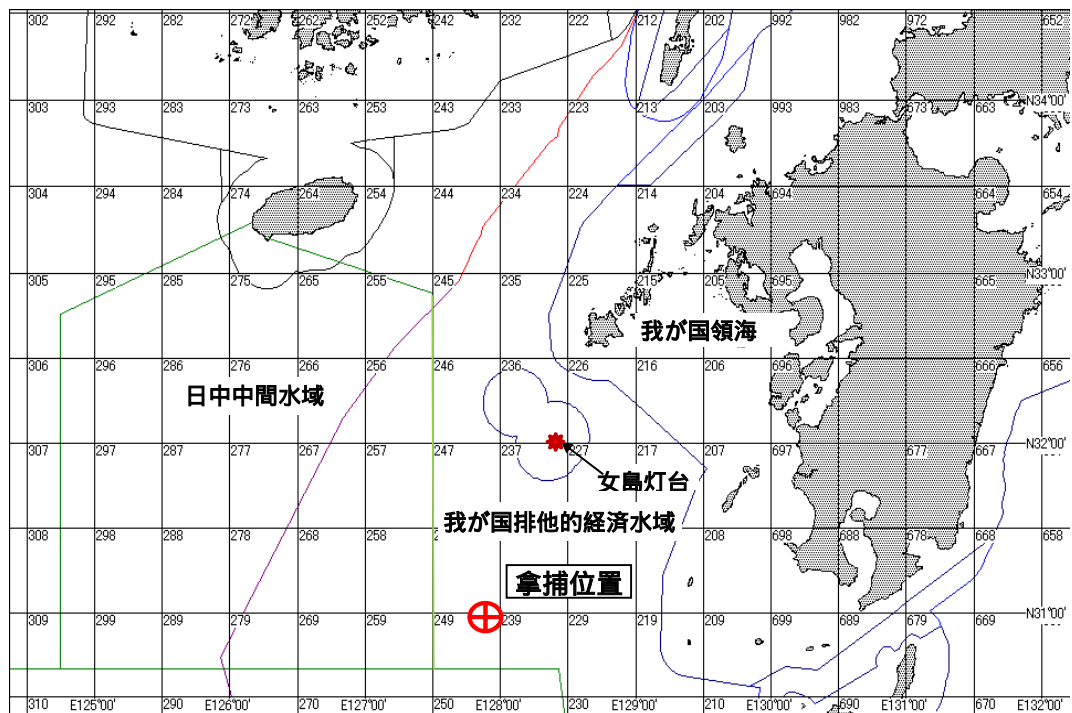 302 292 282 272 262 252 242 232 222 212 202 992 982 972 652
303 293 283 273 263 253 243 233 223 213 203 993 983 673 663 N34°00'
304 294 284 274 264 254 244 234 224 214 204 694 664 654
305 295 285 275 265 255 245 235 225 215 205 695 665 N33°00'
我が国領海
306 296 286 276 266 256 246 236 226 216 696 666 656
日中中間水域
307 297 287 277 267 257 247 237 227 217 677 667 N32°00'
女島灯台
我が国排他的経済水域
308 298 288 278 268 258 208 698 688 678 668 658
拿捕位置
309 299 289 279 269 259 249 239 229 219 689 679 669 N31°00'
310 E125°00' 290 E126°00' 270 E127°00' 250 E128°00' 230 E129°00' E130°00' 690 E131°00' 670 E132°00'